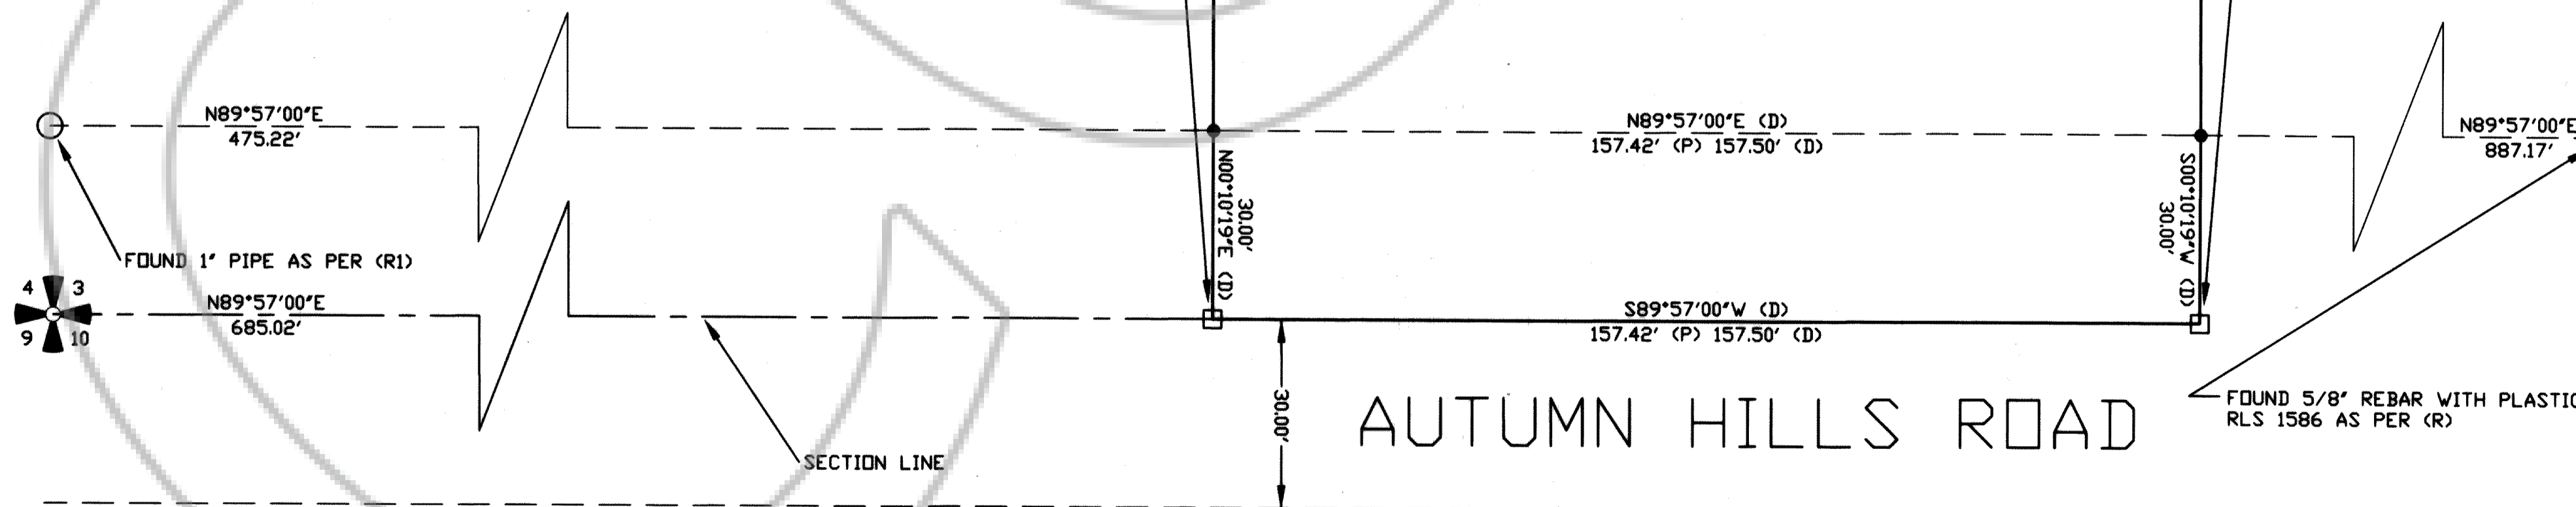 N89°57'00"E
475.22'
N89°57'00"E (D)
157.42' (P) 157.50' (D)
N89°57'00"E
887.17'
N00°10'19"E (D)
30.00'
S00°10'19"W (D)
30.00'
FOUND 1" PIPE AS PER (R1)
4 3
9 10
N89°57'00"E
685.02'
S89°57'00"W (D)
157.42' (P) 157.50' (D)
30.00'
AUTUMN HILLS ROAD
FOUND 5/8" REBAR WITH PLASTIC
RLS 1586 AS PER (R)
SECTION LINE